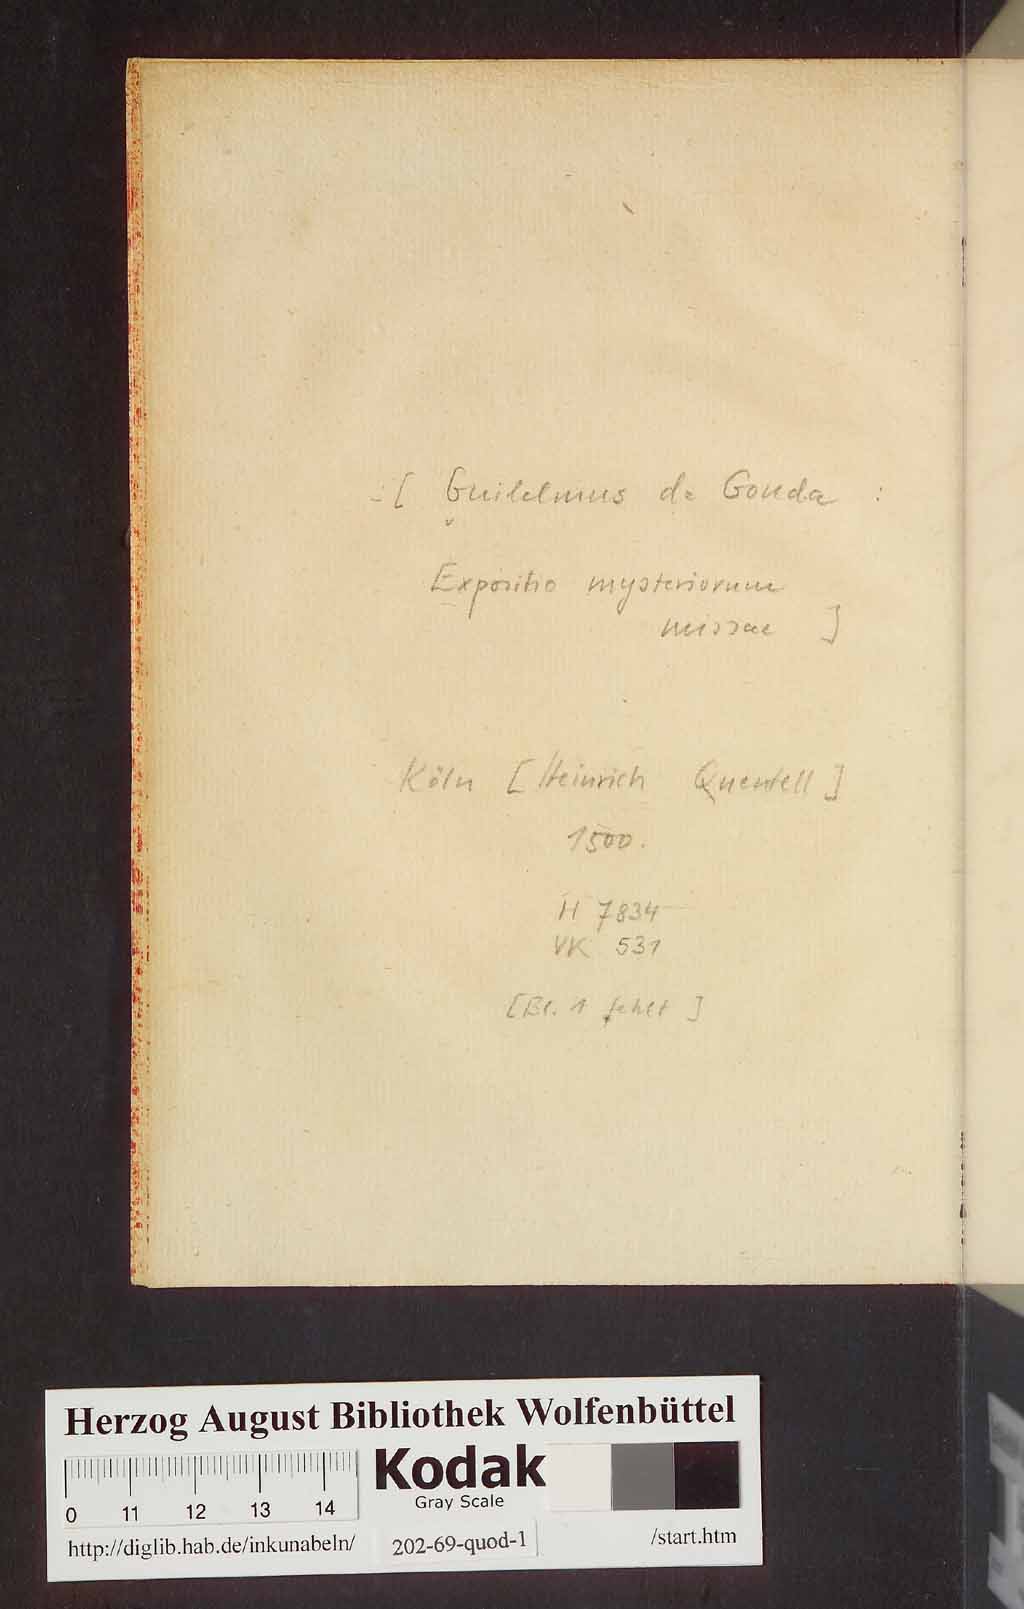 [ Guilelmus de Gouda :
Expositio mysteriorum
missae ]
Köln [Heinrich Quentell]
1500.
H 7834
VK 531
[Bl. 1 fehlt]
Herzog August Bibliothek Wolfenbüttel
Kodak
Gray Scale
0 11 12 13 14
http://diglib.hab.de/inkunabeln/ 202-69-quod-1 /start.htm